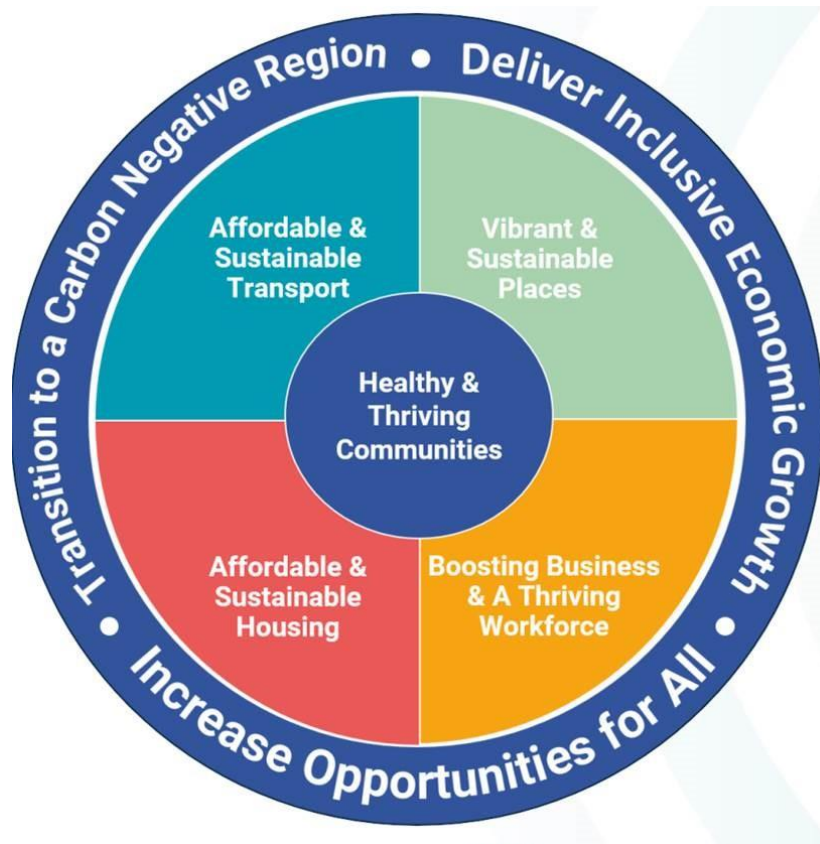 Transition to a Carbon Negative Region • Deliver Inclusive Economic Growth • Increase Opportunities for All •
Affordable &
Sustainable
Transport
Vibrant &
Sustainable
Places
Healthy &
Thriving
Communities
Affordable &
Sustainable
Housing
Boosting Business
& A Thriving
Workforce